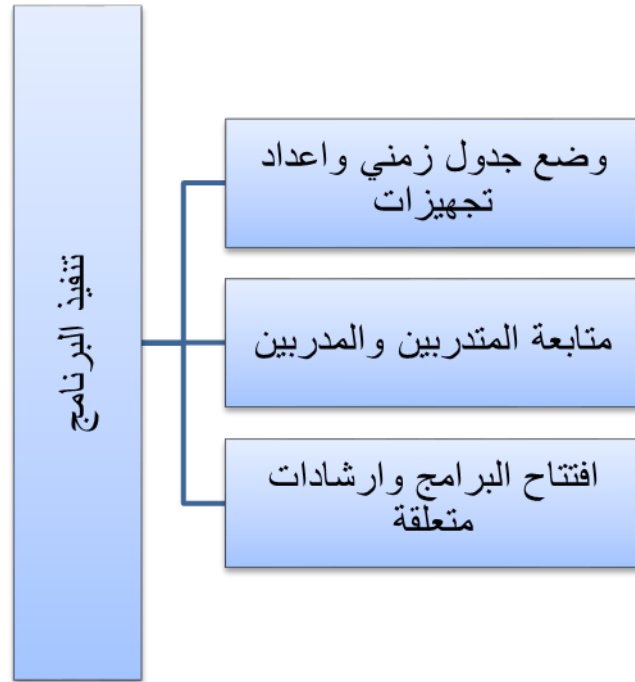 تنفيذ البرنامج
وضع جدول زمني واعداد
تجهيزات
متابعة المتدربين والمدربين
افتتاح البرامج وارشادات
متعلقة